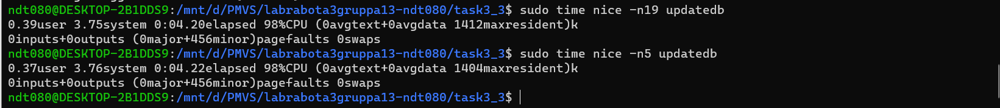 ndt080@DESKTOP-2B1DDS9:/mnt/d/PMVS/labrabota3gruppa13-ndt080/task3_3$ sudo time nice -n19 updatedb
0.39user 3.75system 0:04.20elapsed 98%CPU (0avgtext+0avgdata 1412maxresident)k
0inputs+0outputs (0major+456minor)pagefaults 0swaps
ndt080@DESKTOP-2B1DDS9:/mnt/d/PMVS/labrabota3gruppa13-ndt080/task3_3$ sudo time nice -n5 updatedb
0.37user 3.76system 0:04.22elapsed 98%CPU (0avgtext+0avgdata 1404maxresident)k
0inputs+0outputs (0major+456minor)pagefaults 0swaps
ndt080@DESKTOP-2B1DDS9:/mnt/d/PMVS/labrabota3gruppa13-ndt080/task3_3$